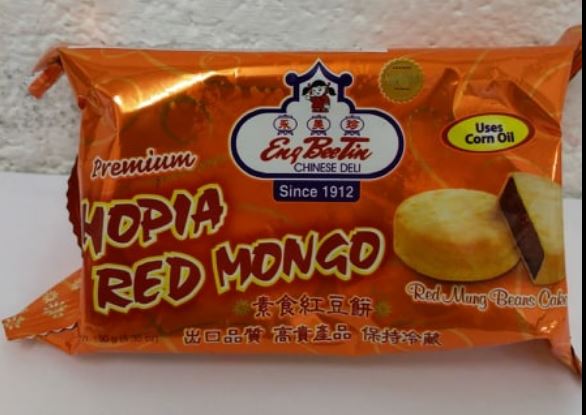 永 美 珍
Eng Bee Tin
CHINESE DELI
Since 1912
Uses
Corn Oil
Premium
HOPIA
RED MONGO
Red Mung Beans Cake
素食紅豆餅
出口品質 高貴產品 保持冷藏